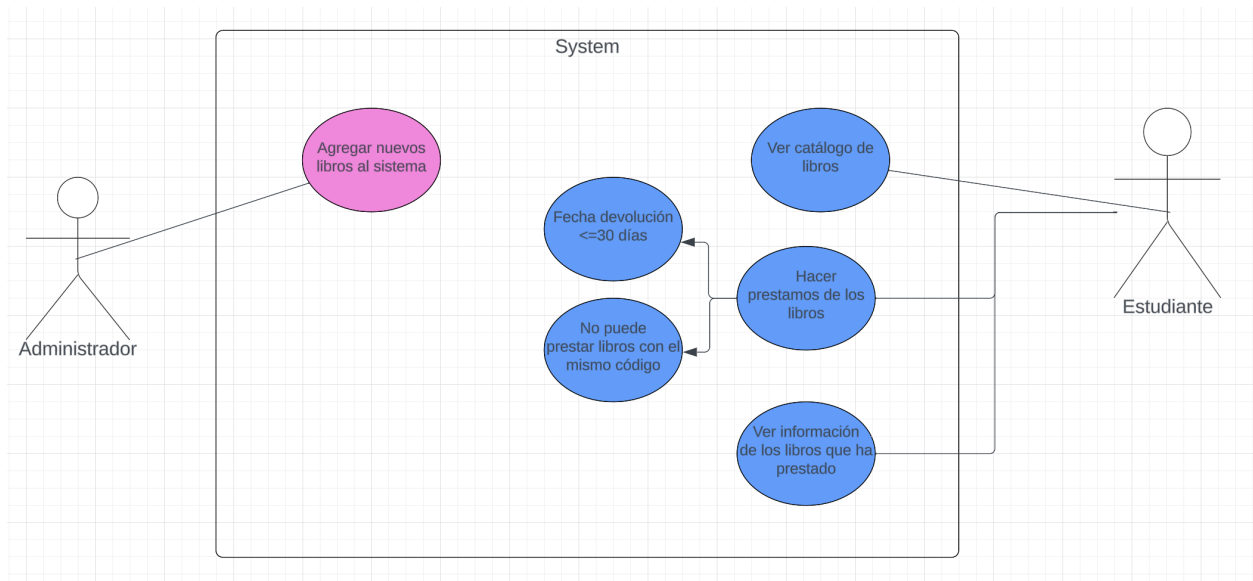 System
Agregar nuevos
libros al sistema
Ver catálogo de
libros
Fecha devolución
<=30 días
Hacer
prestamos de los
libros
Estudiante
No puede
prestar libros con el
mismo código
Administrador
Ver información
de los libros que ha
prestado